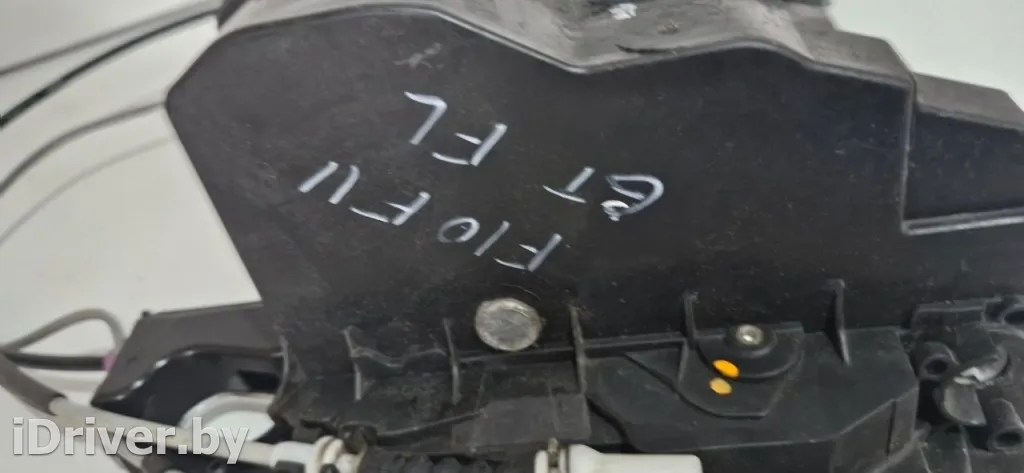 GT
F10 F11
FL
iDriver.by